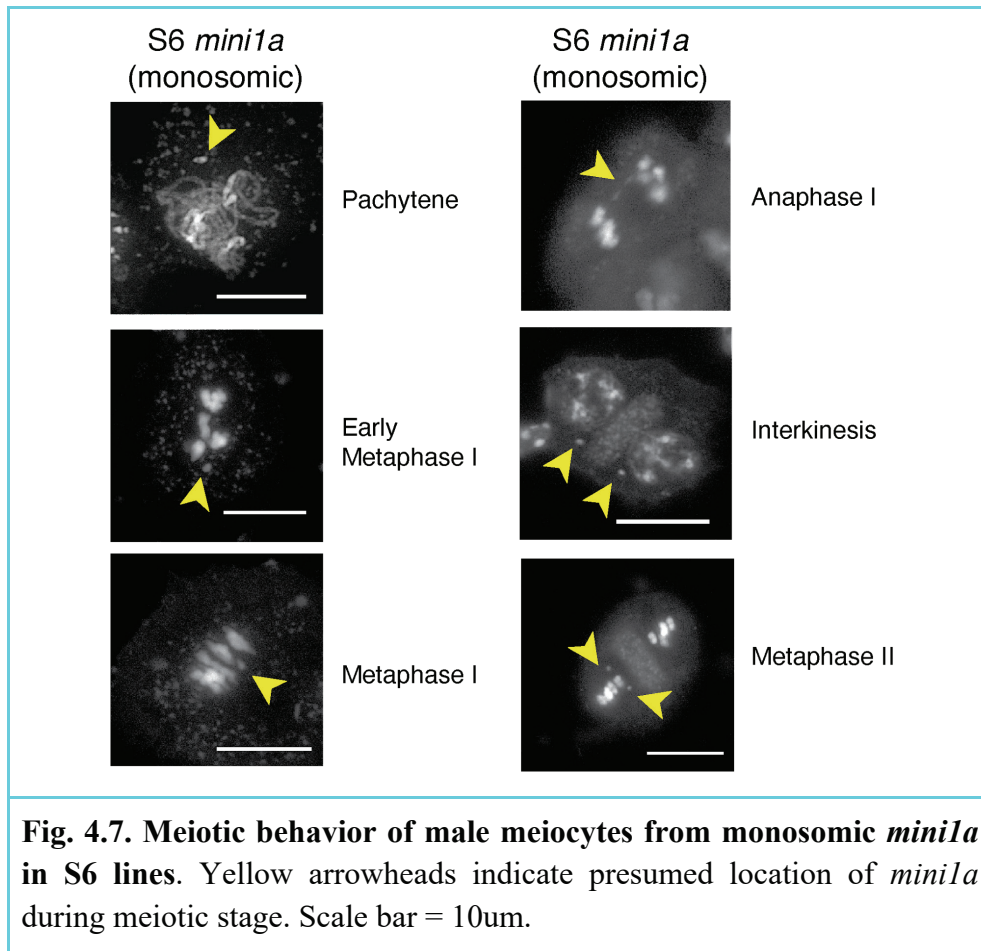 S6 mini1a
(monosomic)
Pachytene
Early
Metaphase I
Metaphase I
S6 mini1a
(monosomic)
Anaphase I
Interkinesis
Metaphase II
Fig. 4.7. Meiotic behavior of male meiocytes from monosomic mini1a
in S6 lines. Yellow arrowheads indicate presumed location of mini1a
during meiotic stage. Scale bar = 10um.